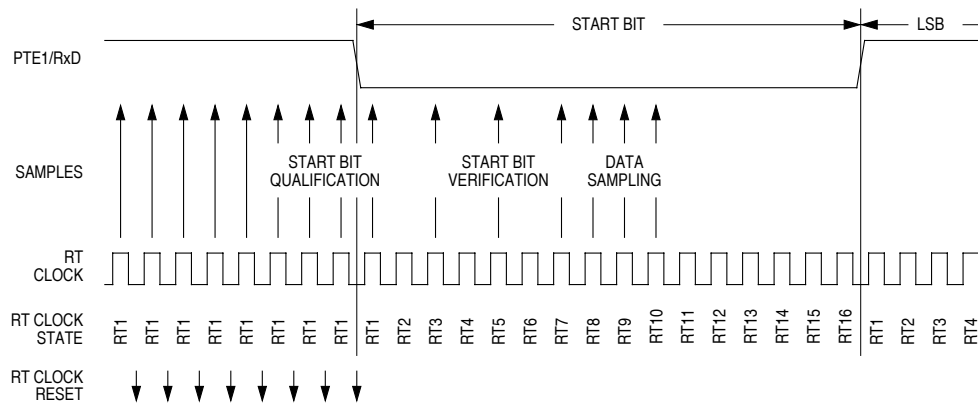 START BIT
LSB
PTE1/RxD
SAMPLES
START BIT
QUALIFICATION
START BIT
VERIFICATION
DATA
SAMPLING
RT
CLOCK
RT CLOCK
STATE
RT1 RT1 RT1 RT1 RT1 RT1 RT1 RT1 RT1 RT2 RT3 RT4 RT5 RT6 RT7 RT8 RT9 RT10 RT11 RT12 RT13 RT14 RT15 RT16 RT1 RT2 RT3 RT4
RT CLOCK
RESET